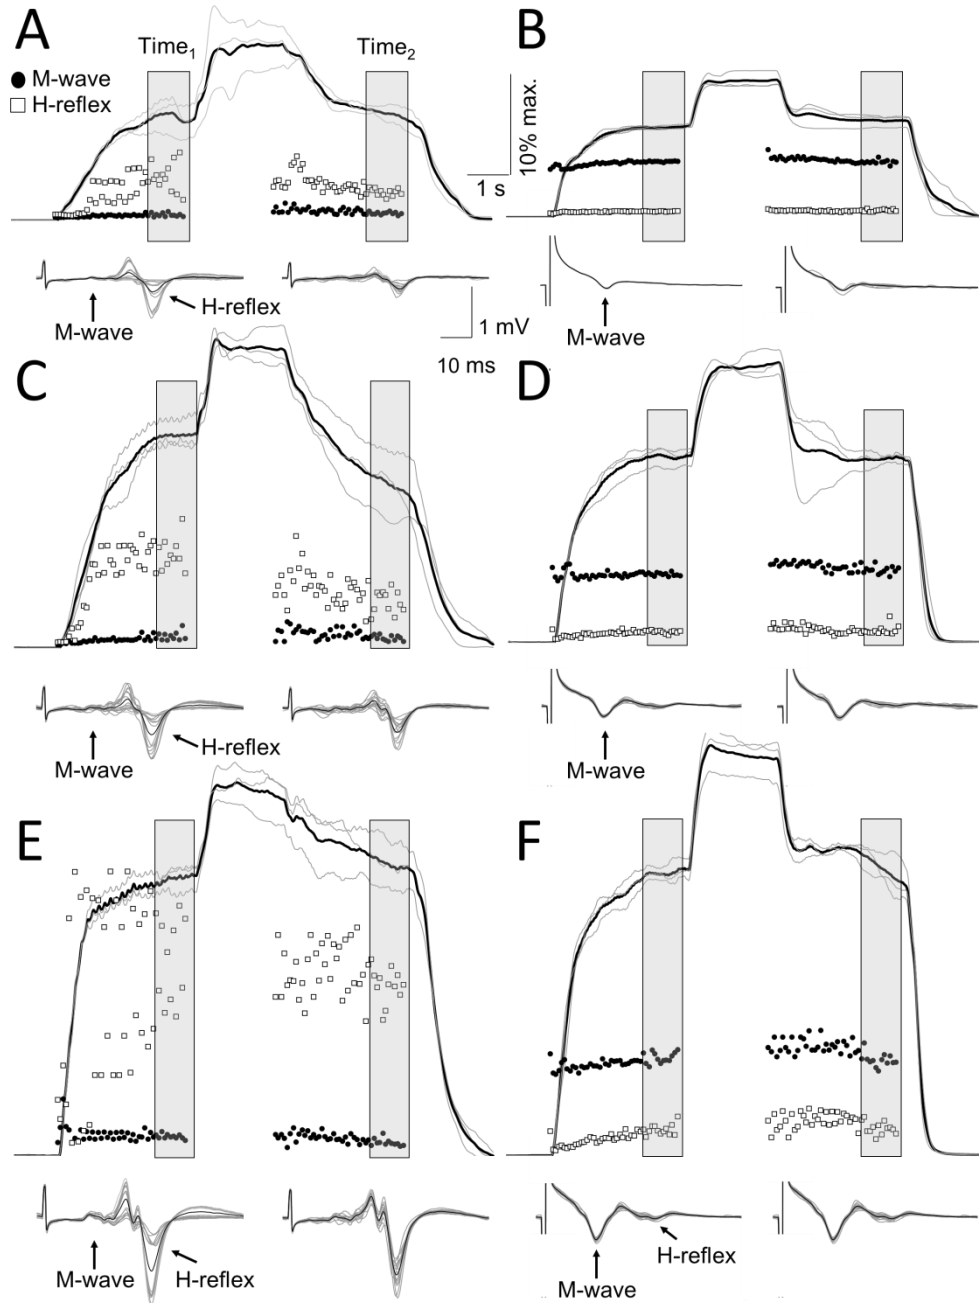 A
Time1
Time2
B
● M-wave
□ H-reflex
10% max.
1 s
M-wave
H-reflex
M-wave
1 mV
10 ms
C
D
M-wave
H-reflex
M-wave
E
F
M-wave
H-reflex
H-reflex
M-wave